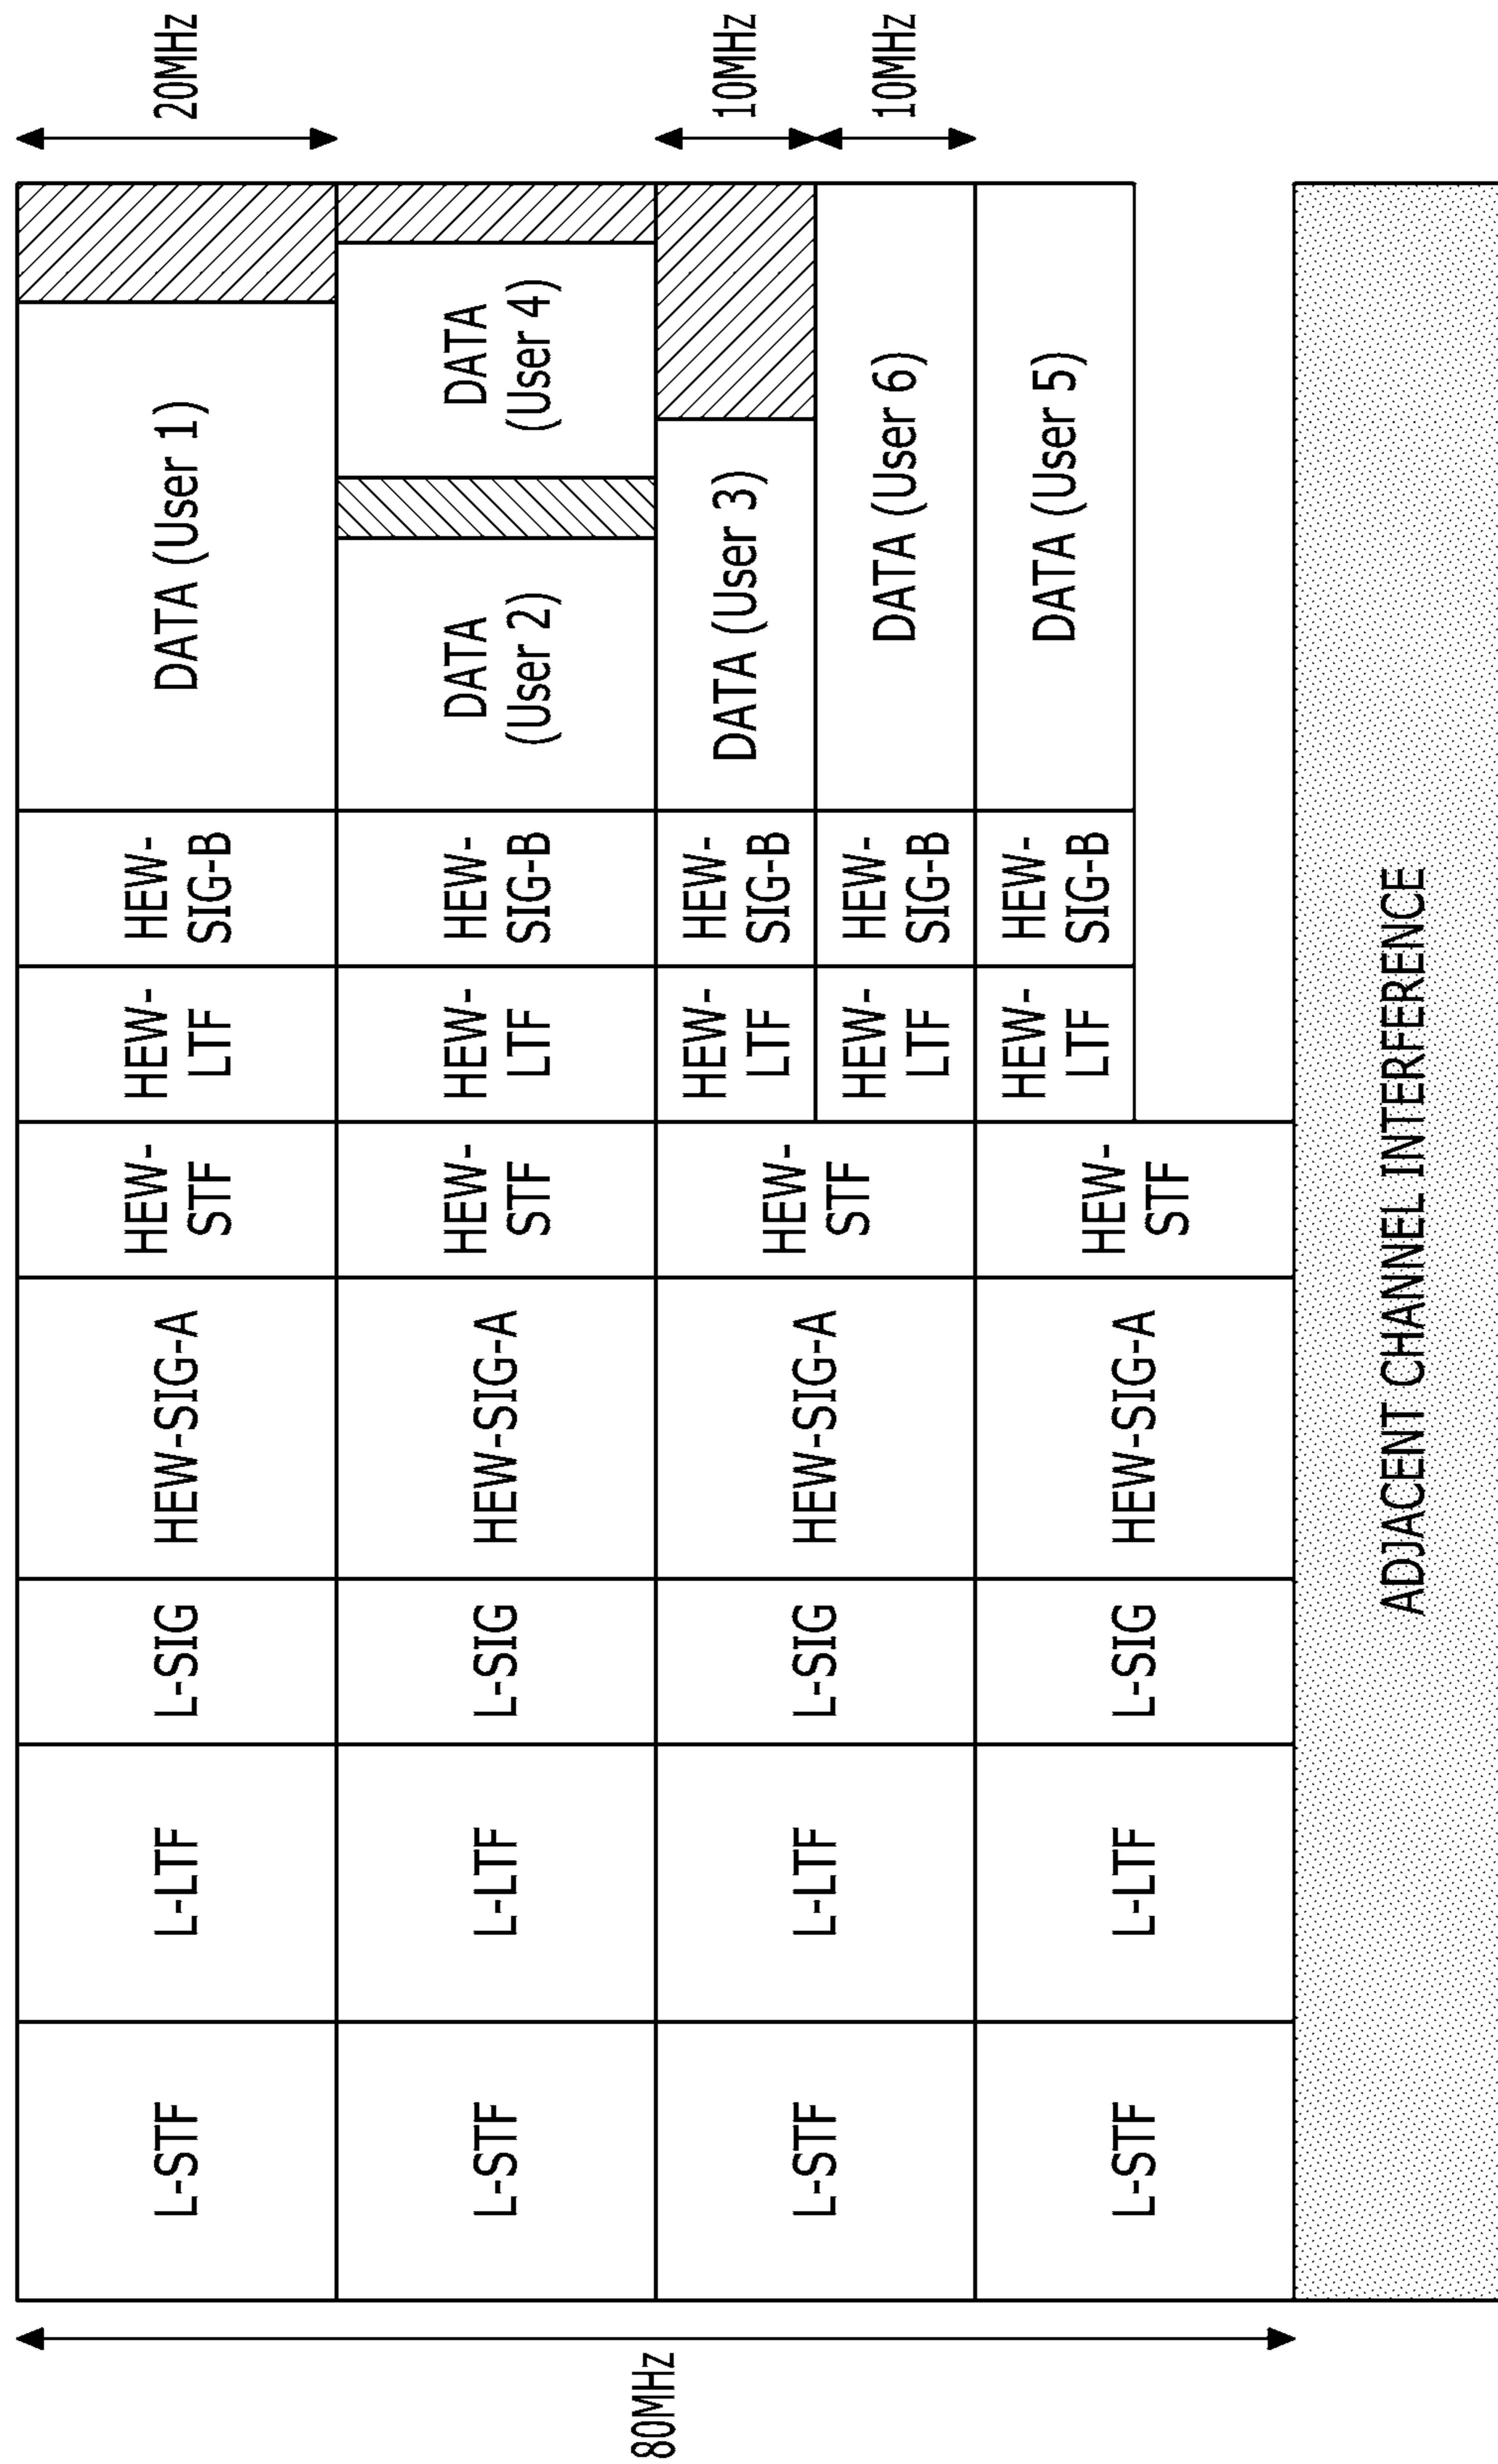 80MHz
L-STF
L-LTF
L-SIG
HEW-SIG-A
HEW-
STF
HEW-
LTF
HEW-
SIG-B
DATA (User 1)
20MHz
L-STF
L-LTF
L-SIG
HEW-SIG-A
HEW-
STF
HEW-
LTF
HEW-
SIG-B
DATA
(User 2)
DATA
(User 4)
L-STF
L-LTF
L-SIG
HEW-SIG-A
HEW-
STF
HEW-
LTF
HEW-
SIG-B
DATA (User 3)
10MHz
HEW-
LTF
HEW-
SIG-B
DATA (User 6)
10MHz
L-STF
L-LTF
L-SIG
HEW-SIG-A
HEW-
STF
HEW-
LTF
HEW-
SIG-B
DATA (User 5)
ADJACENT CHANNEL INTERFERENCE